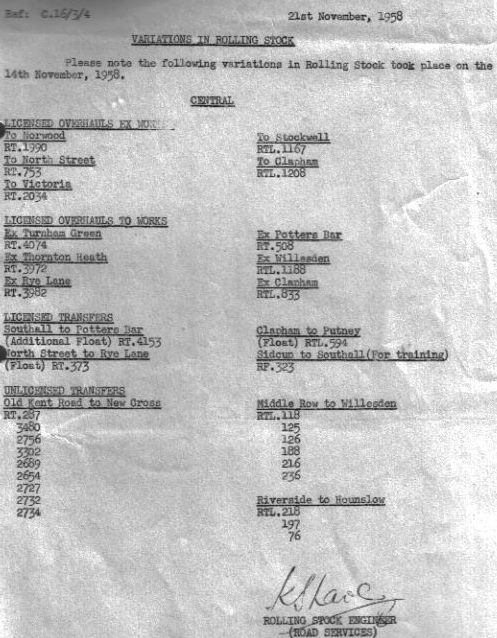 Ref: C.16/3/4
21st November, 1958
VARIATIONS IN ROLLING STOCK
Please note the following variations in Rolling Stock took place on the
14th November, 1958.
CENTRAL
LICENSED OVERHAULS EX WORKS
To Norwood
RT.1990
To North Street
RT.753
To Victoria
RT.2034
To Stockwell
RTL.1167
To Clapham
RTL.1208
LICENSED OVERHAULS TO WORKS
Ex Turnham Green
RT.4074
Ex Thornton Heath
RT.3972
Ex Rye Lane
RT.3982
Ex Potters Bar
RT.508
Ex Willesden
RTL.1188
Ex Clapham
RTL.833
LICENSED TRANSFERS
Southall to Potters Bar
(Additional Float) RT.4153
North Street to Rye Lane
(Float) RT.373
Clapham to Putney
(Float) RTL.594
Sidcup to Southall(For training)
RF.323
UNLICENSED TRANSFERS
Old Kent Road to New Cross
RT.287
3480
2756
3302
2689
2654
2727
2732
2734
Middle Row to Willesden
RTL.118
125
126
188
216
236
Riverside to Hounslow
RTL.218
197
76
ROLLING STOCK ENGINEER
(ROAD SERVICES)